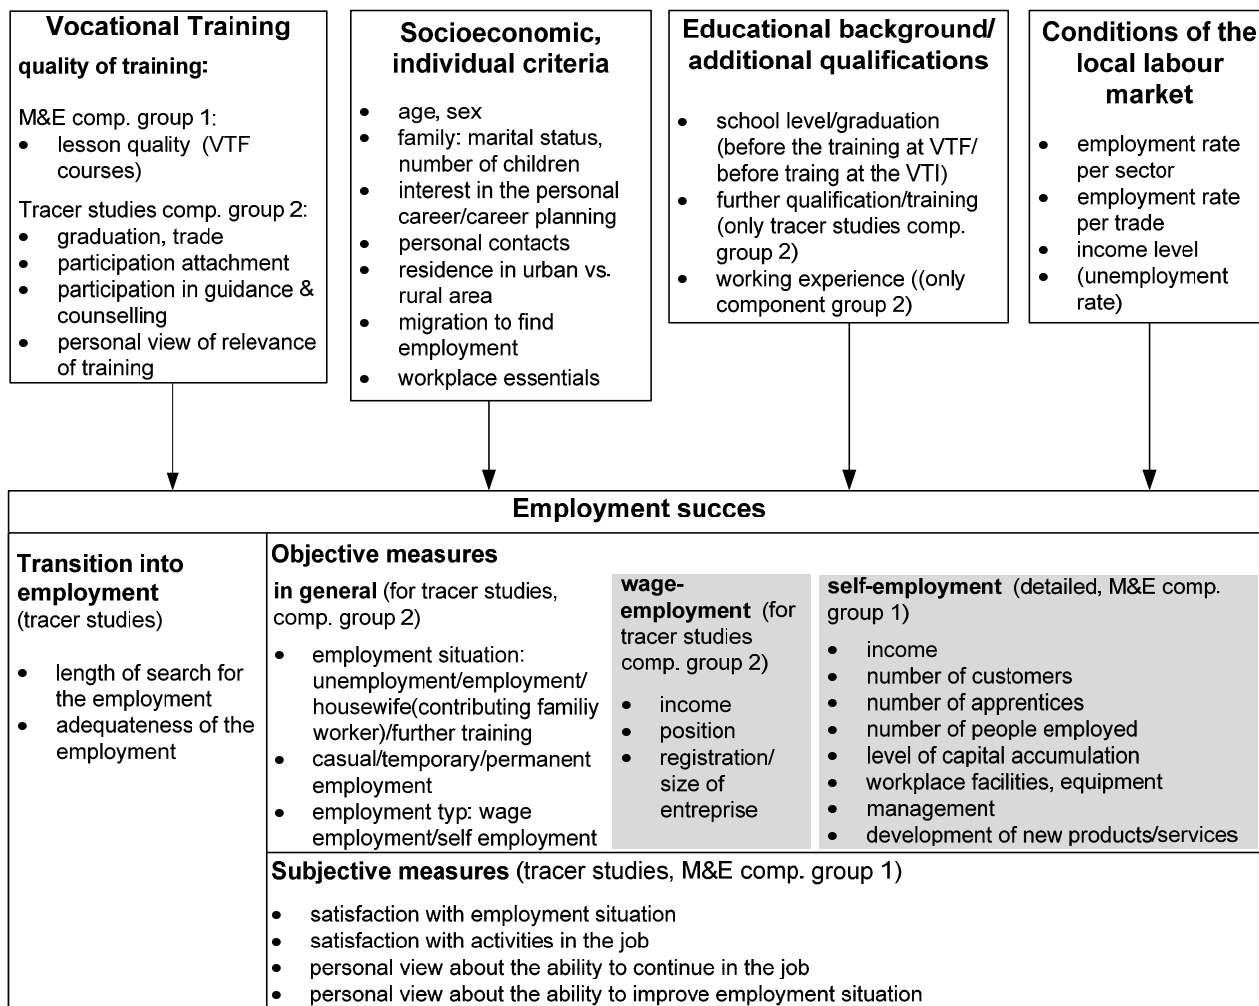 Vocational Training
quality of training:
M&E comp. group 1:
• lesson quality (VTF
courses)
Tracer studies comp. group 2:
• graduation, trade
• participation attachment
• participation in guidance &
counselling
• personal view of relevance
of training
Socioeconomic,
individual criteria
• age, sex
• family: marital status,
number of children
• interest in the personal
career/career planning
• personal contacts
• residence in urban vs.
rural area
• migration to find
employment
• workplace essentials
Educational background/
additional qualifications
• school level/graduation
(before the training at VTF/
before traing at the VTI)
• further qualification/training
(only tracer studies comp.
group 2)
• working experience ((only
component group 2)
Conditions of the
local labour
market
• employment rate
per sector
• employment rate
per trade
• income level
• (unemployment
rate)
Employment succes
Transition into
employment
(tracer studies)
• length of search for
the employment
• adequateness of the
employment
Objective measures
in general (for tracer studies,
comp. group 2)
• employment situation:
unemployment/employment/
housewife(contributing familiy
worker)/further training
• casual/temporary/permanent
employment
• employment typ: wage
employment/self employment
wage-
employment (for
tracer studies
comp. group 2)
• income
• position
• registration/
size of
entreprise
self-employment (detailed, M&E comp.
group 1)
• income
• number of customers
• number of apprentices
• number of people employed
• level of capital accumulation
• workplace facilities, equipment
• management
• development of new products/services
Subjective measures (tracer studies, M&E comp. group 1)
• satisfaction with employment situation
• satisfaction with activities in the job
• personal view about the ability to continue in the job
• personal view about the ability to improve employment situation